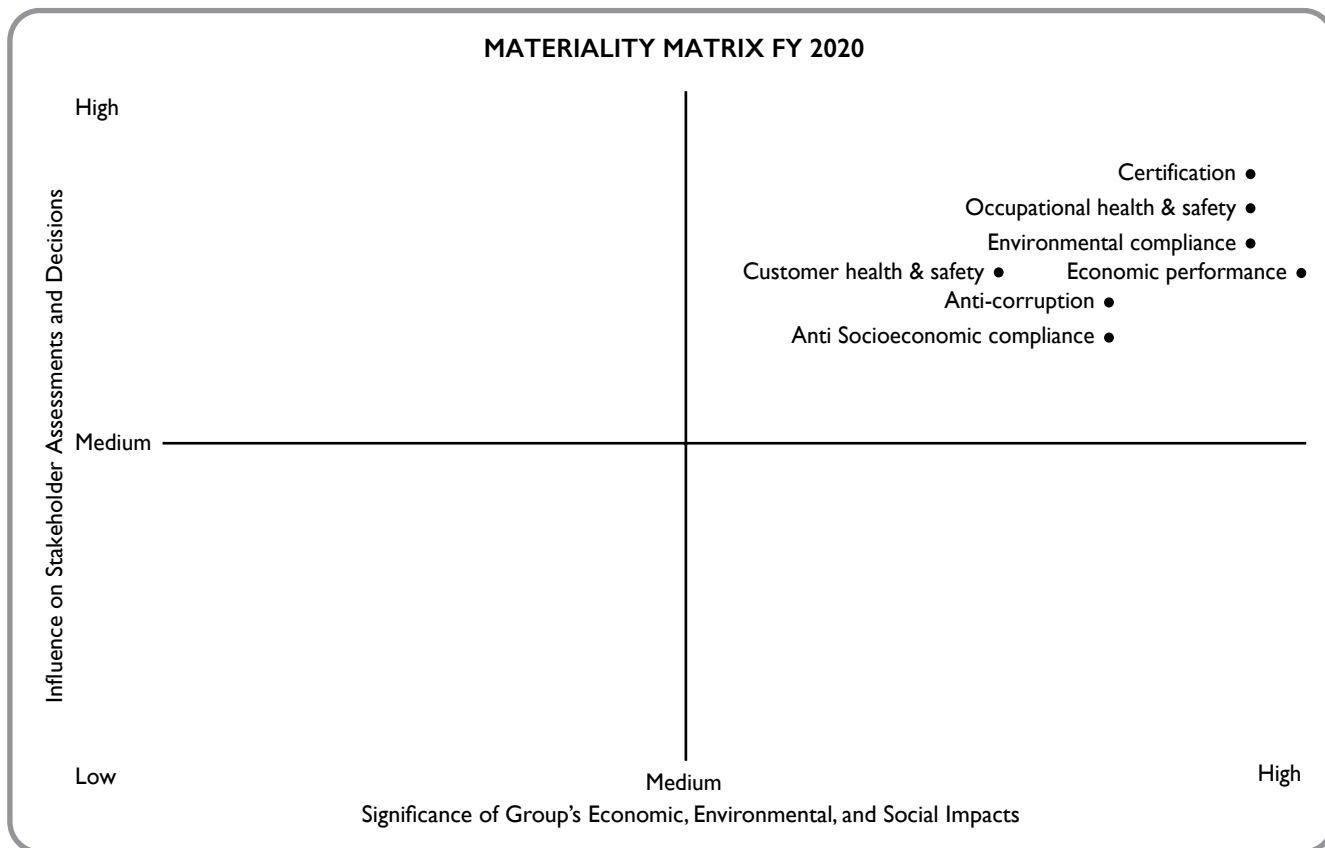 MATERIALITY MATRIX FY 2020
High
Influence on Stakeholder Assessments and Decisions
Certification
Occupational health & safety
Environmental compliance
Customer health & safety
Economic performance
Anti-corruption
Anti Socioeconomic compliance
Medium
Low
Medium
High
Significance of Group's Economic, Environmental, and Social Impacts